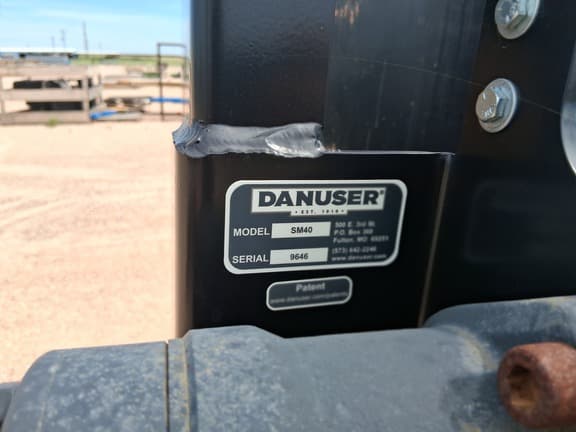 DANUSER®
• EST. 1910 •
MODEL SM40
SERIAL 9646
500 E. 3rd St.
P.O. Box 368
Fulton, MO 65251
(573) 642-2246
www.danuser.com
Patent
www.danuser.com/patents